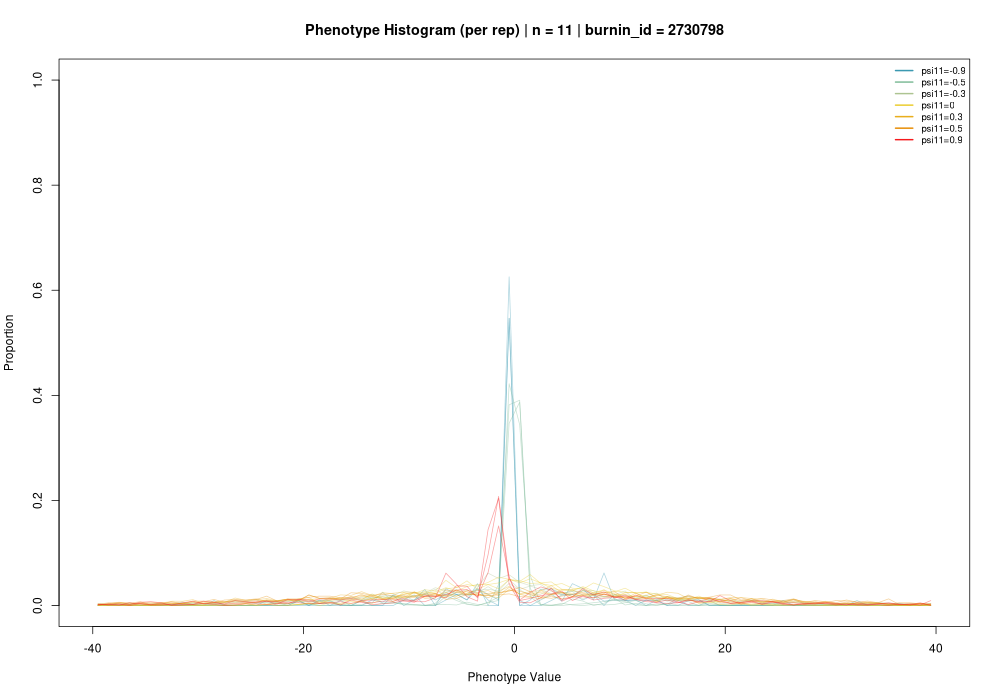 Phenotype Histogram (per rep) | n = 11 | burnin_id = 2730798
psi11=-0.9
psi11=-0.5
psi11=-0.3
psi11=0
psi11=0.3
psi11=0.5
psi11=0.9
1.0
0.8
0.6
0.4
0.2
0.0
Proportion
-40
-20
0
20
40
Phenotype Value